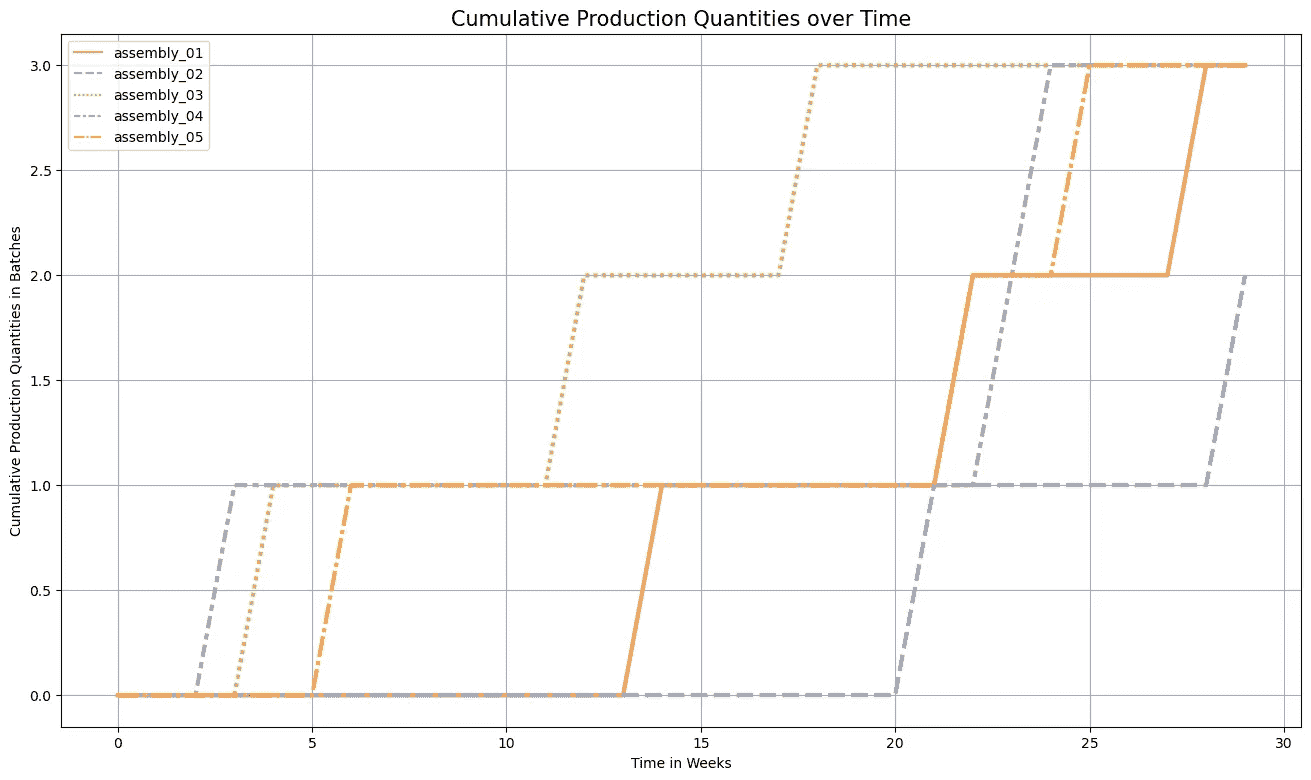 Cumulative Production Quantities over Time
assembly_01
assembly_02
assembly_03
assembly_04
assembly_05
Cumulative Production Quantities in Batches
3.0
2.5
2.0
1.5
1.0
0.5
0.0
0 5 10 15 20 25 30
Time in Weeks